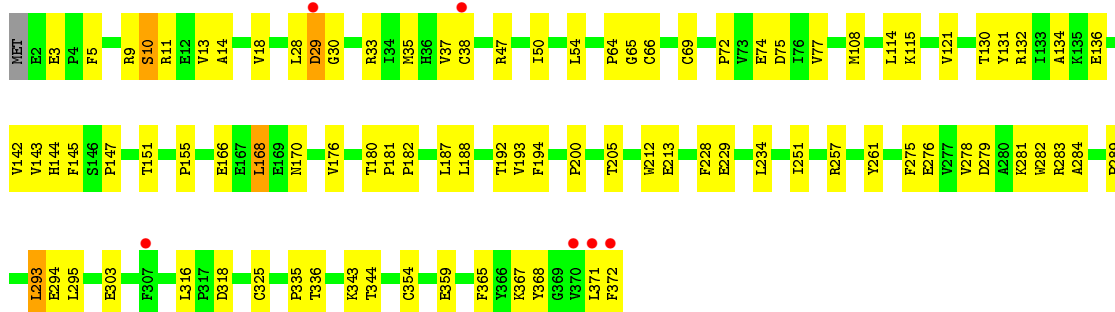 MET E2 E3 P4 F5 R9 S10 R11 E12 V13 A14 V18 L28 D29 G30 R33 I34 M35 H36 V37 C38 R47 I50 L54 P64 G65 C66 C69 P72 V73 E74 D75 I76 V77 M108 L114 K115 V121 T130 Y131 R132 I133 A134 K135 E136
V142 V143 H144 F145 S146 P147 T151 P155 E166 E167 L168 E169 N170 V176 T180 P181 P182 L187 L188 T192 V193 F194 P200 T205 W212 E213 F228 E229 L234 I251 R257 Y261 F275 E276 V277 V278 D279 A280 K281 W282 R283 A284
L293 E294 L295 E303 F307 L316 P317 D318 C325 P335 T336 K343 T344 C354 E359 F365 Y366 K367 Y368 G369 V370 L371 F372